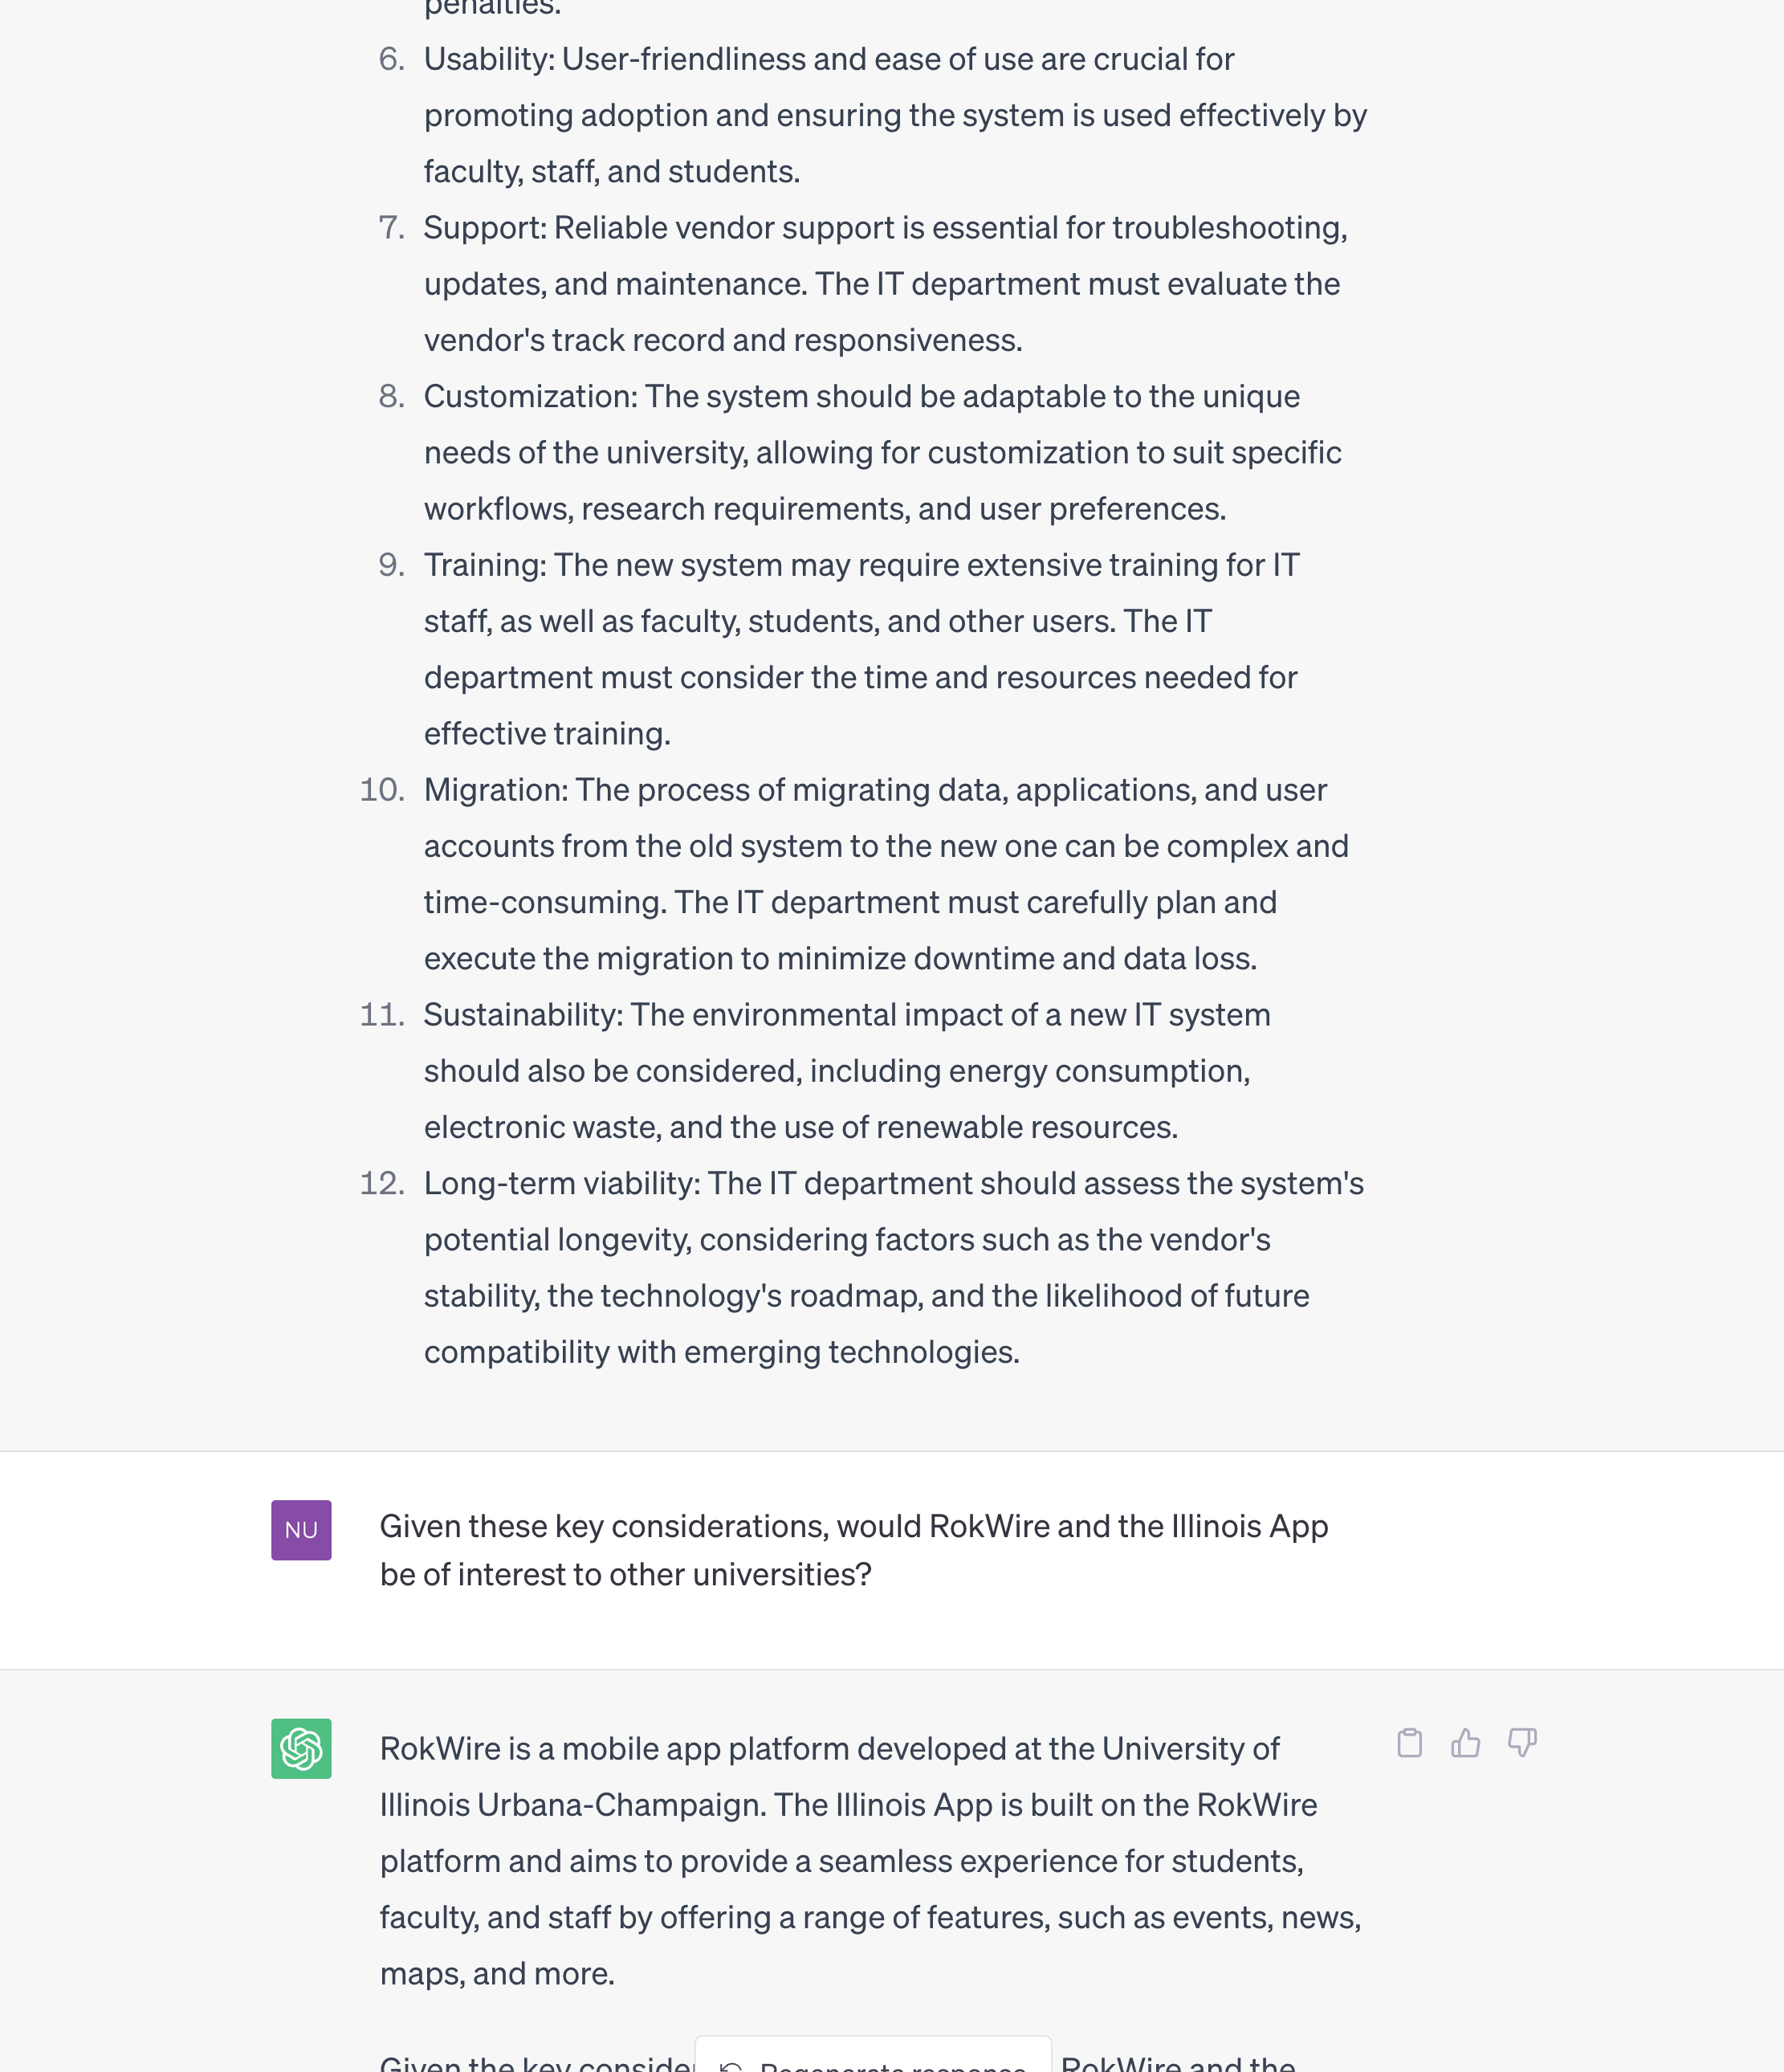 penalties.
6. Usability: User-friendliness and ease of use are crucial for
promoting adoption and ensuring the system is used effectively by
faculty, staff, and students.
7. Support: Reliable vendor support is essential for troubleshooting,
updates, and maintenance. The IT department must evaluate the
vendor's track record and responsiveness.
8. Customization: The system should be adaptable to the unique
needs of the university, allowing for customization to suit specific
workflows, research requirements, and user preferences.
9. Training: The new system may require extensive training for IT
staff, as well as faculty, students, and other users. The IT
department must consider the time and resources needed for
effective training.
10. Migration: The process of migrating data, applications, and user
accounts from the old system to the new one can be complex and
time-consuming. The IT department must carefully plan and
execute the migration to minimize downtime and data loss.
11. Sustainability: The environmental impact of a new IT system
should also be considered, including energy consumption,
electronic waste, and the use of renewable resources.
12. Long-term viability: The IT department should assess the system's
potential longevity, considering factors such as the vendor's
stability, the technology's roadmap, and the likelihood of future
compatibility with emerging technologies.
NU
Given these key considerations, would RokWire and the Illinois App
be of interest to other universities?
RokWire is a mobile app platform developed at the University of
Illinois Urbana-Champaign. The Illinois App is built on the RokWire
platform and aims to provide a seamless experience for students,
faculty, and staff by offering a range of features, such as events, news,
maps, and more.
Given the key
Regenerate response
RokWire and the